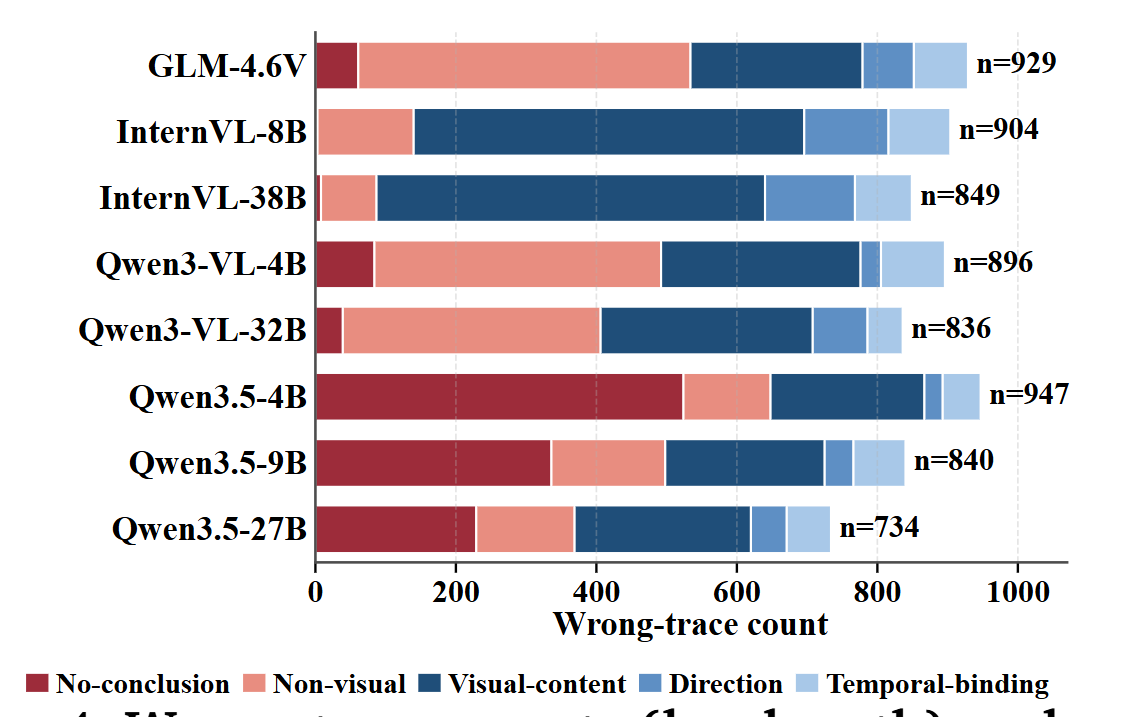 GLM-4.6V n=929
InternVL-8B n=904
InternVL-38B n=849
Qwen3-VL-4B n=896
Qwen3-VL-32B n=836
Qwen3.5-4B n=947
Qwen3.5-9B n=840
Qwen3.5-27B n=734
0 200 400 600 800 1000
Wrong-trace count
No-conclusion Non-visual Visual-content Direction Temporal-binding